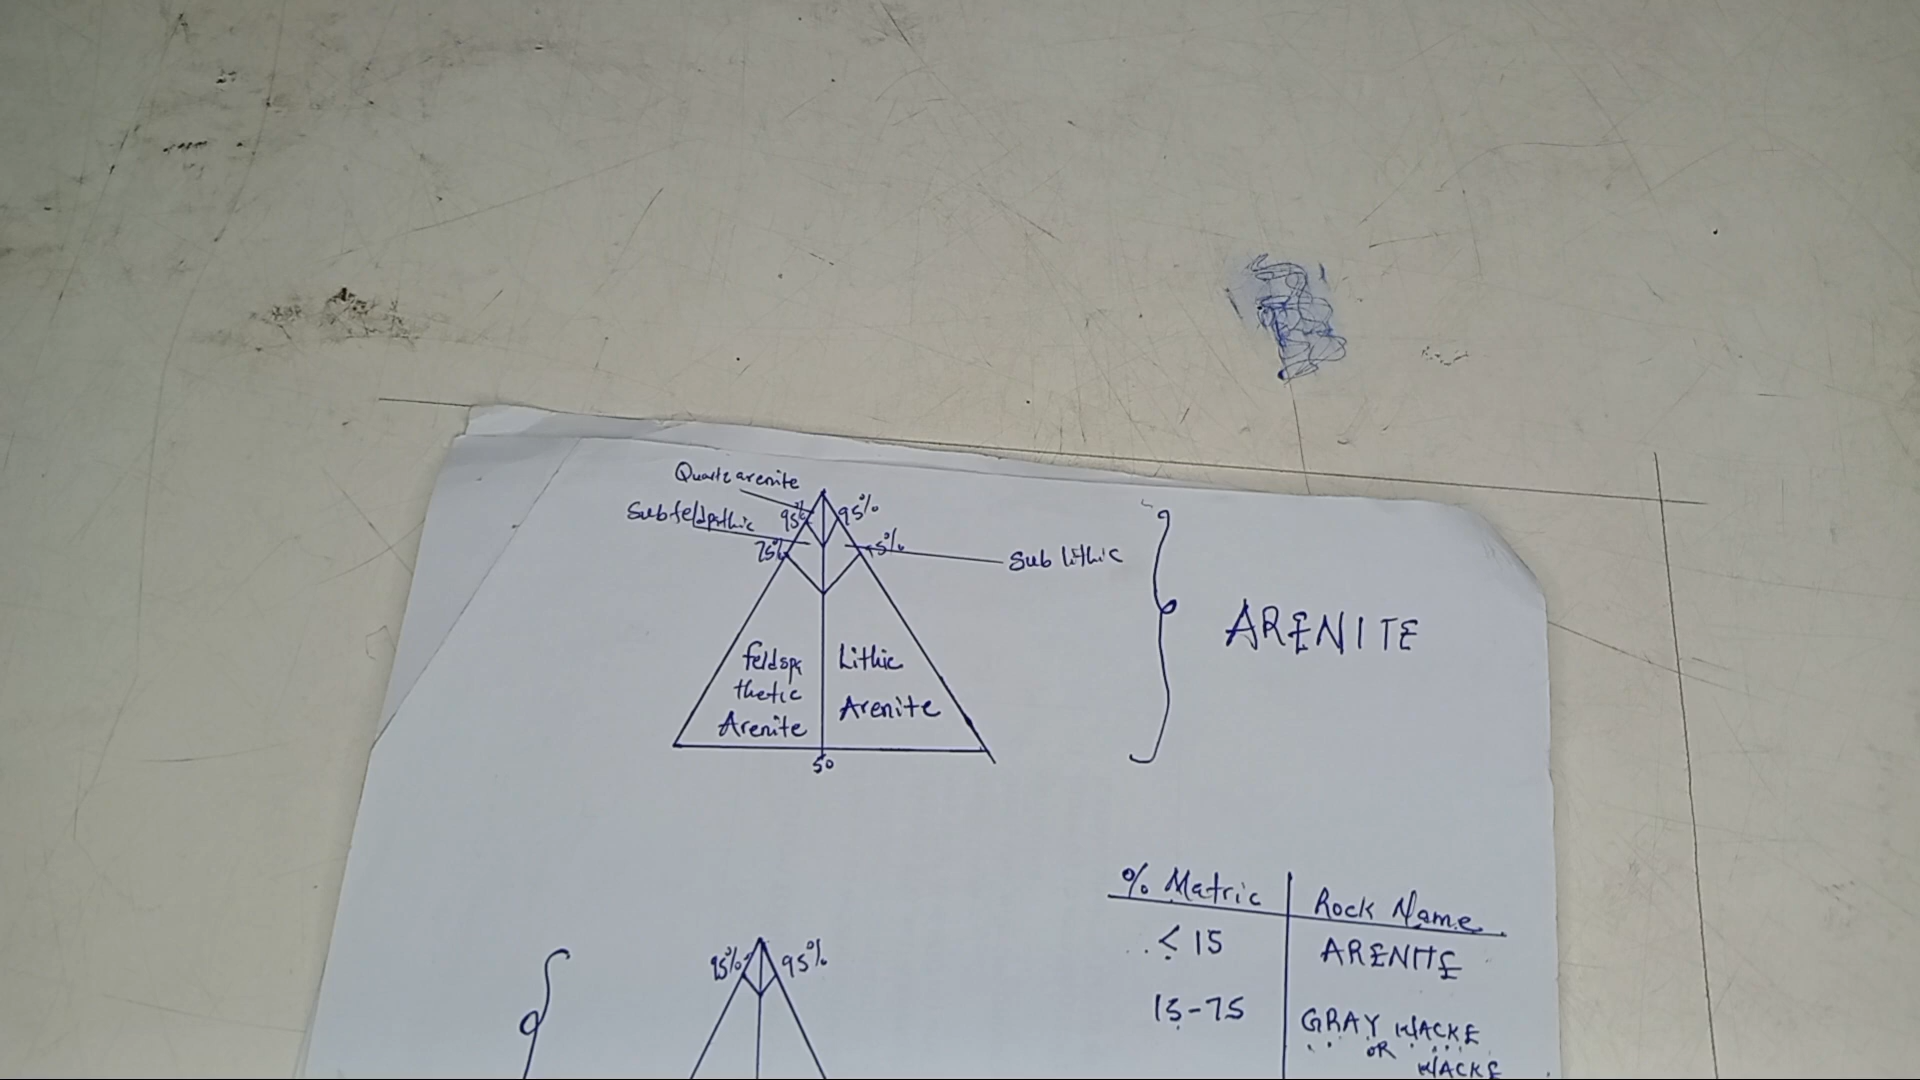 Quartz arenite
95% 95%
Subfeldpathic
75% 5%
Sub lithic
feldspa
thetic
Arenite
Lithic
Arenite
50
ARENITE
% Matric Rock Name
< 15 ARENITE
15-75 GRAY WACKE
OR
WACKE
95% 95%